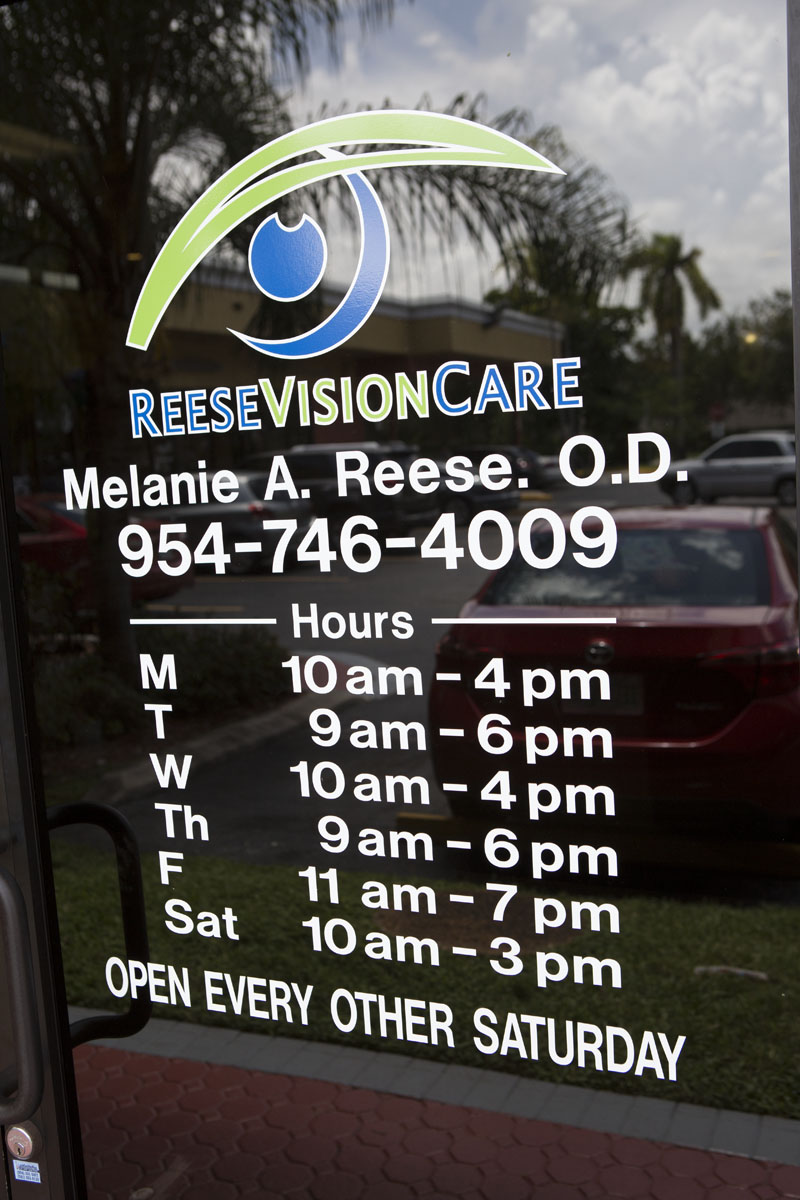 REESEVISIONCARE
Melanie A. Reese. O.D.
954-746-4009
Hours
M 10 am - 4 pm
T 9 am - 6 pm
W 10 am - 4 pm
Th 9 am - 6 pm
F 11 am - 7 pm
Sat 10 am - 3 pm
OPEN EVERY OTHER SATURDAY